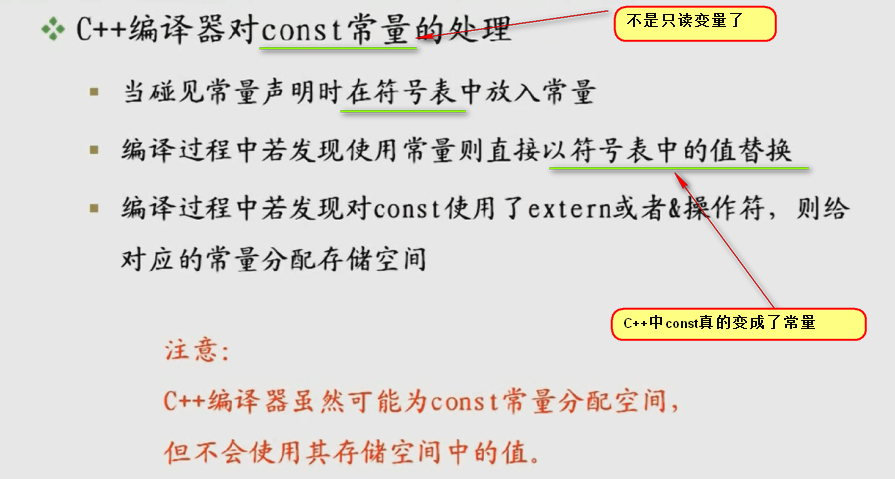 C++编译器对const常量的处理
不是只读变量了
当碰见常量声明时在符号表中放入常量
编译过程中若发现使用常量则直接以符号表中的值替换
编译过程中若发现对const使用了extern或者&操作符，则给
对应的常量分配存储空间
C++中const真的变成了常量
注意：
C++编译器虽然可能为const常量分配空间，
但不会使用其存储空间中的值。